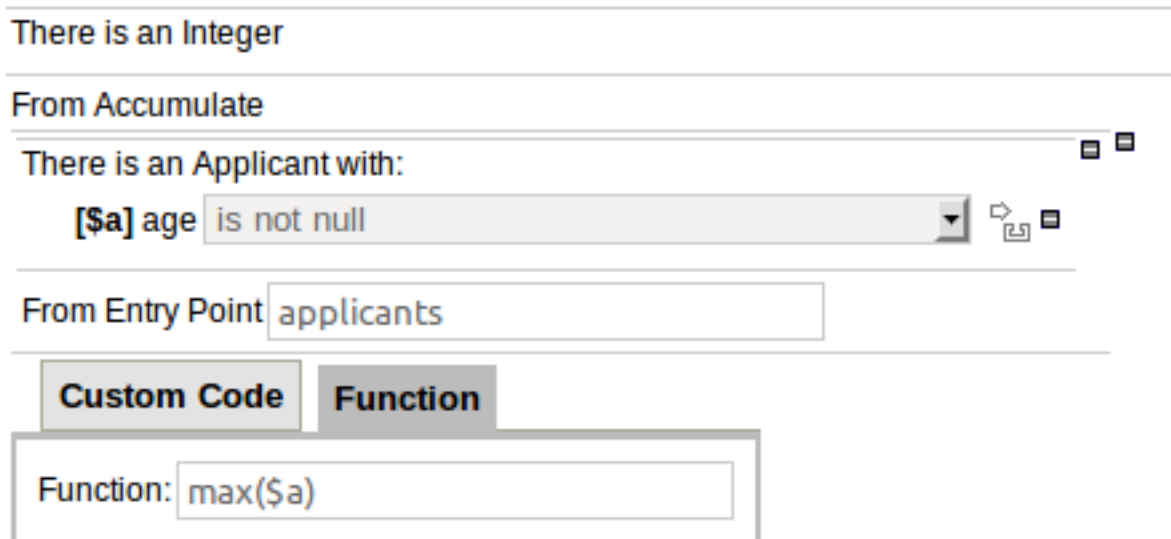 There is an Integer
From Accumulate
There is an Applicant with:
[$a] age is not null
From Entry Point applicants
Custom Code Function
Function: max($a)